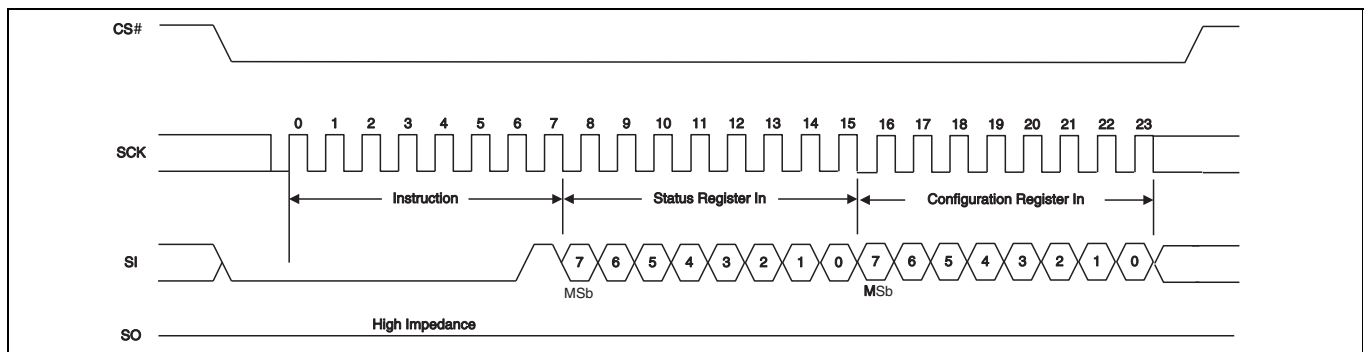 CS#
0 1 2 3 4 5 6 7 8 9 10 11 12 13 14 15 16 17 18 19 20 21 22 23
SCK
Instruction Status Register In Configuration Register In
SI 7 6 5 4 3 2 1 0 7 6 5 4 3 2 1 0
MSb MSb
High Impedance
SO